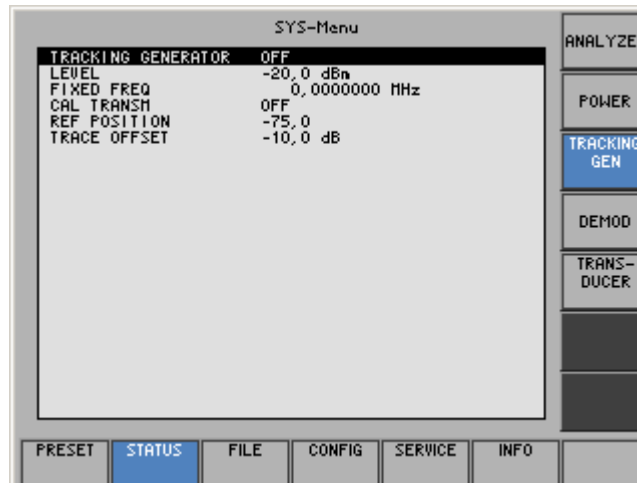 SYS-Menu
TRACKING GENERATOR OFF
LEVEL -20,0 dBm
FIXED FREQ 0,0000000 MHz
CAL TRANSM OFF
REF POSITION -75,0
TRACE OFFSET -10,0 dB
ANALYZE
POWER
TRACKING
GEN
DEMOD
TRANS-
DUCER
PRESET STATUS FILE CONFIG SERVICE INFO